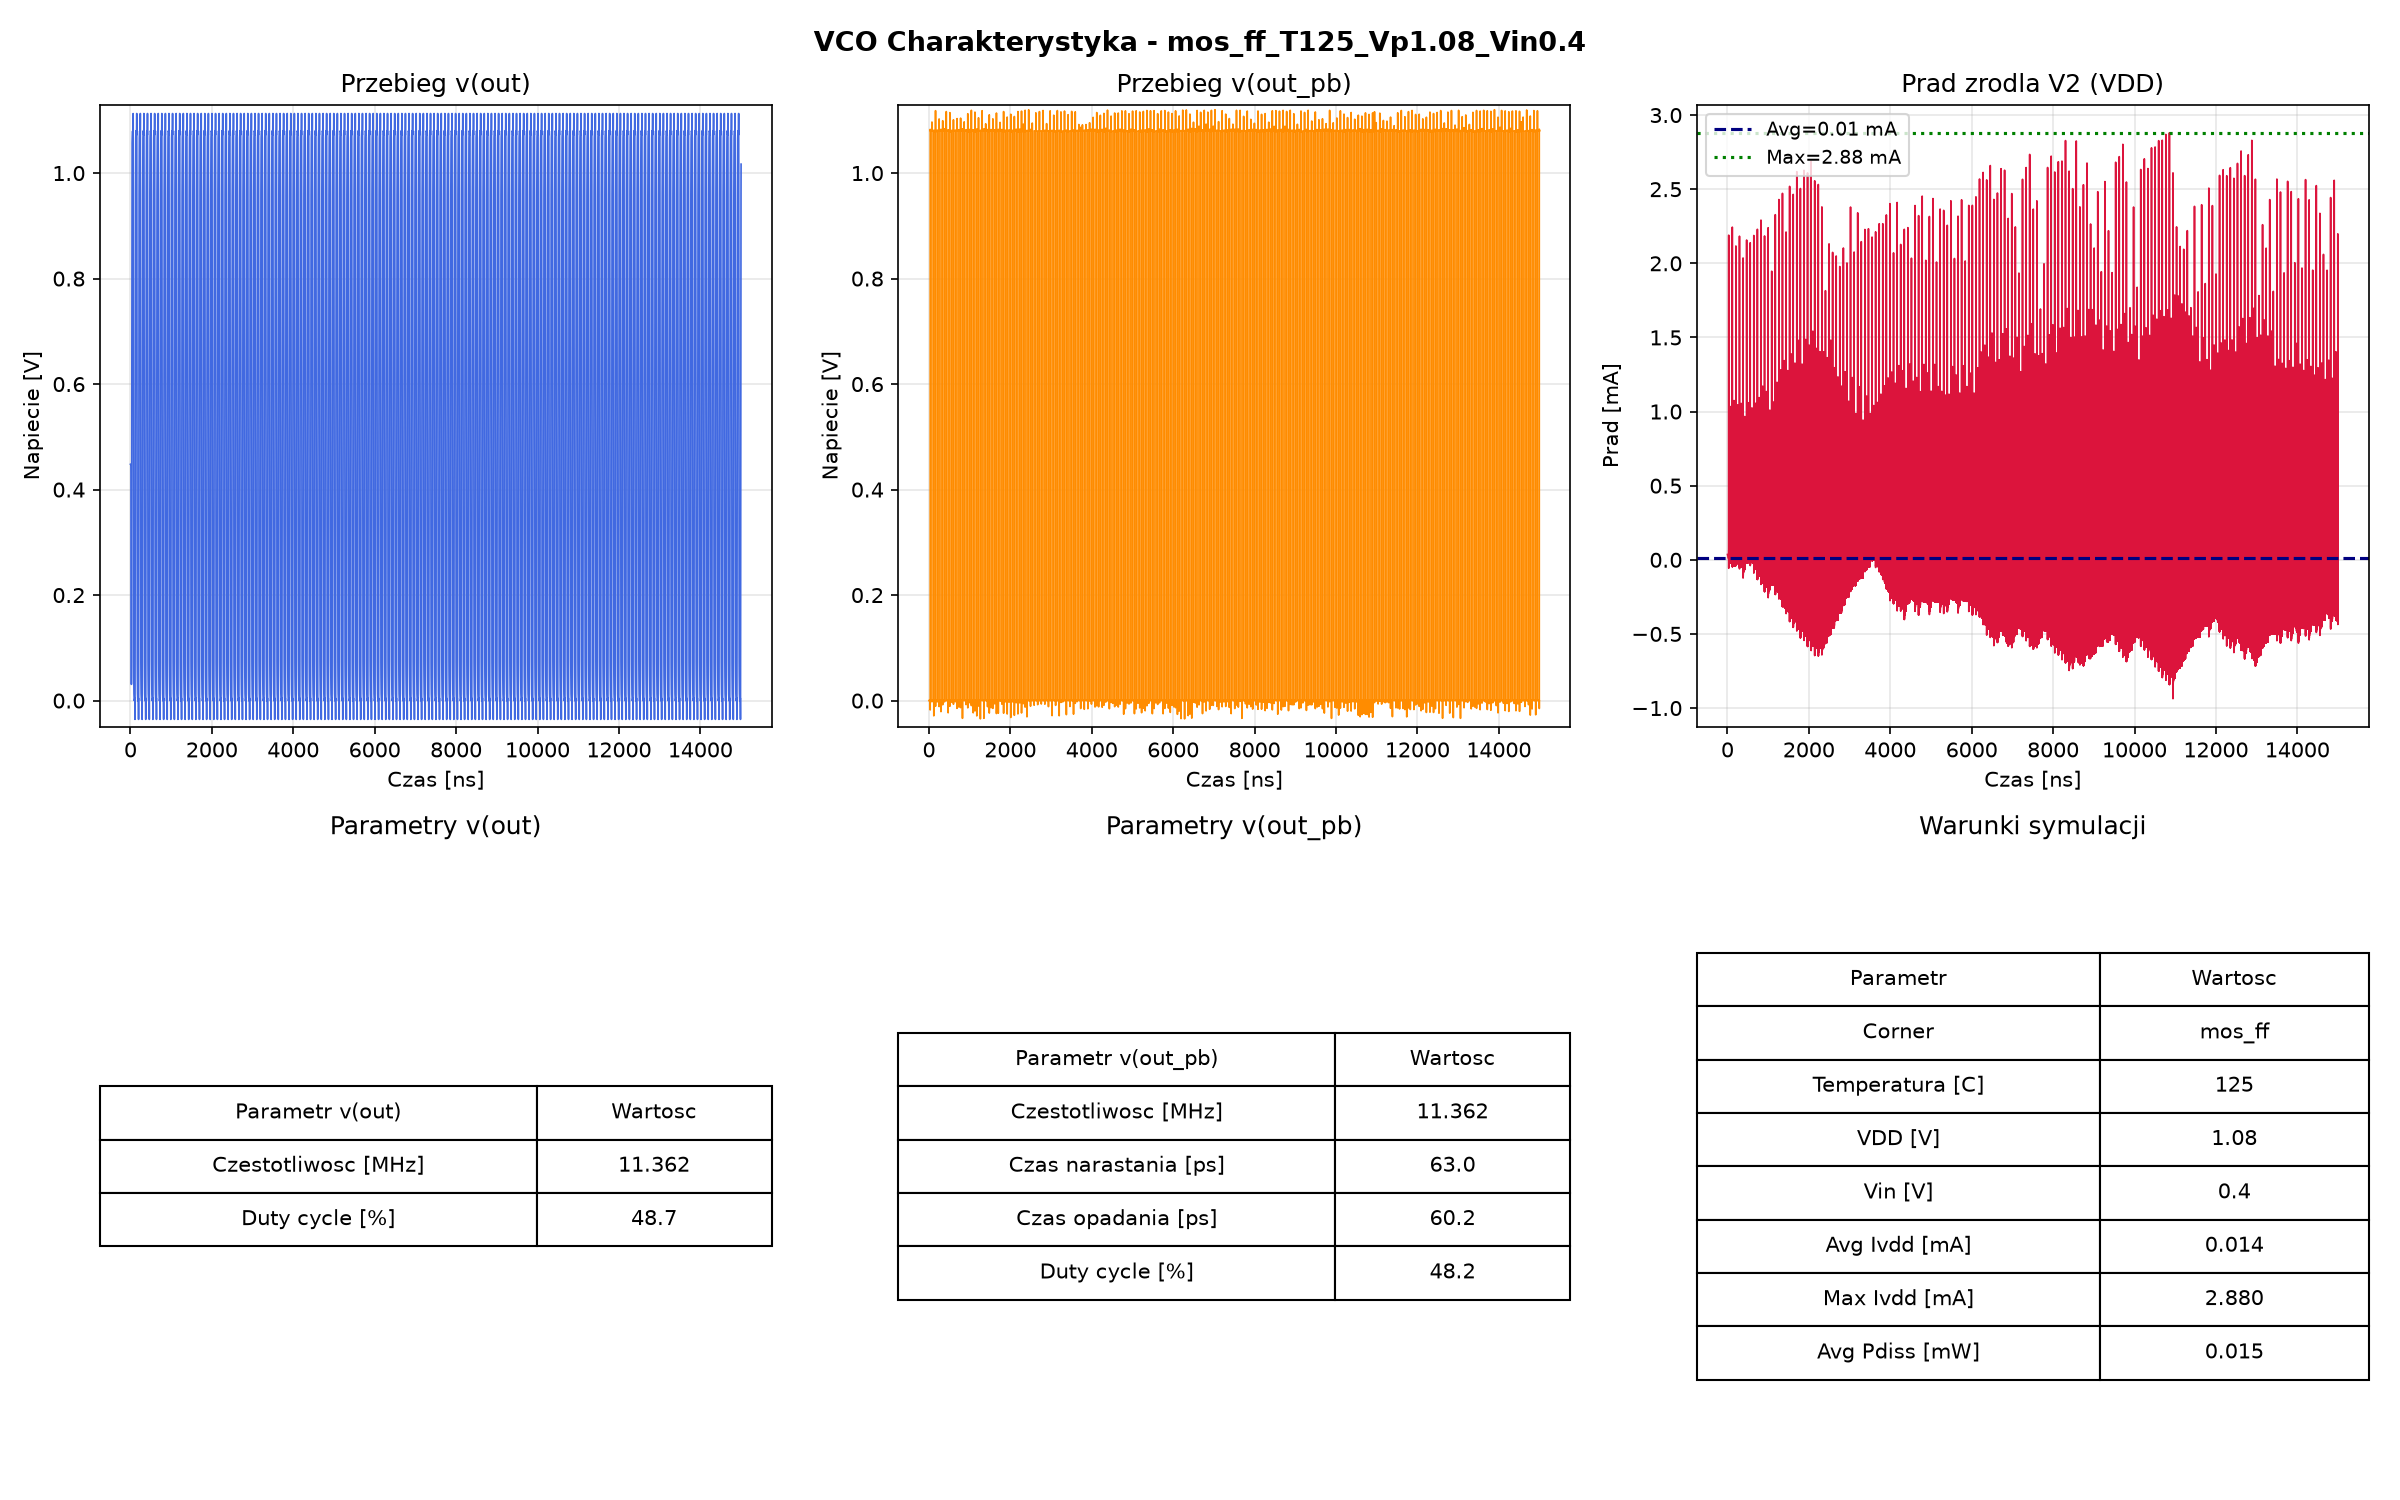 VCO Charakterystyka - mos_ff_T125_Vp1.08_Vin0.4
Przebieg v(out)
Napiecie [V]
1.0
0.8
0.6
0.4
0.2
0.0
0 2000 4000 6000 8000 10000 12000 14000
Czas [ns]
Przebieg v(out_pb)
Napiecie [V]
1.0
0.8
0.6
0.4
0.2
0.0
0 2000 4000 6000 8000 10000 12000 14000
Czas [ns]
Prad zrodla V2 (VDD)
Avg=0.01 mA
Max=2.88 mA
Prad [mA]
3.0
2.5
2.0
1.5
1.0
0.5
0.0
−0.5
−1.0
0 2000 4000 6000 8000 10000 12000 14000
Czas [ns]
Parametry v(out)
Parametr v(out) Wartosc
Czestotliwosc [MHz] 11.362
Duty cycle [%] 48.7
Parametry v(out_pb)
Parametr v(out_pb) Wartosc
Czestotliwosc [MHz] 11.362
Czas narastania [ps] 63.0
Czas opadania [ps] 60.2
Duty cycle [%] 48.2
Warunki symulacji
Parametr Wartosc
Corner mos_ff
Temperatura [C] 125
VDD [V] 1.08
Vin [V] 0.4
Avg Ivdd [mA] 0.014
Max Ivdd [mA] 2.880
Avg Pdiss [mW] 0.015